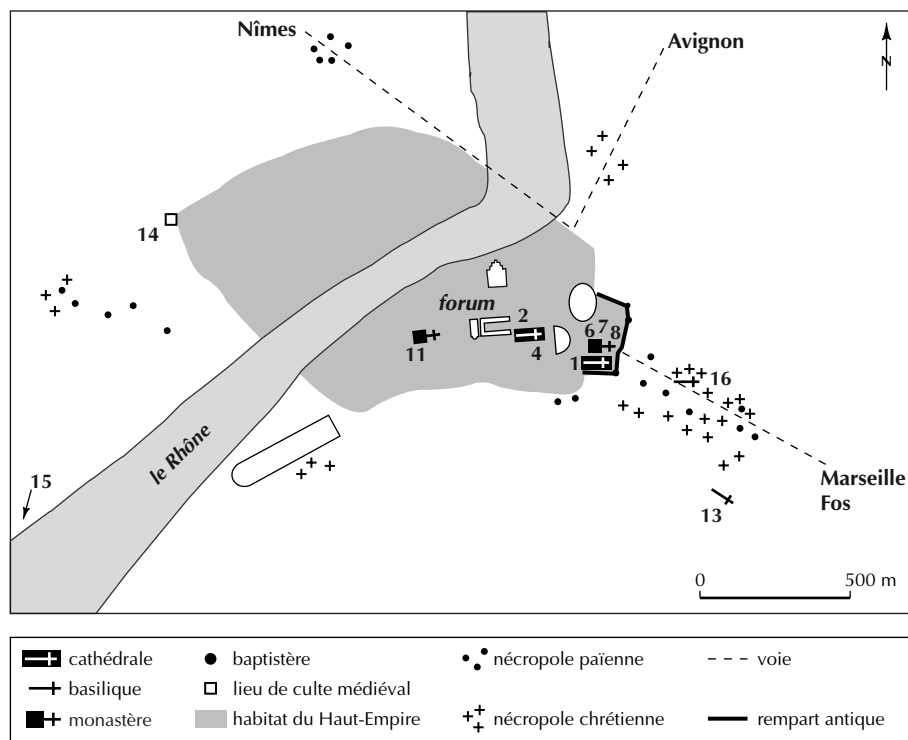 Nîmes
Avignon
N
14
forum
2
7
6
8
11
4
1
16
le Rhône
15
Marseille
Fos
13
0
500 m
cathédrale
baptistère
nécropole païenne
voie
basilique
lieu de culte médiéval
monastère
habitat du Haut-Empire
nécropole chrétienne
rempart antique